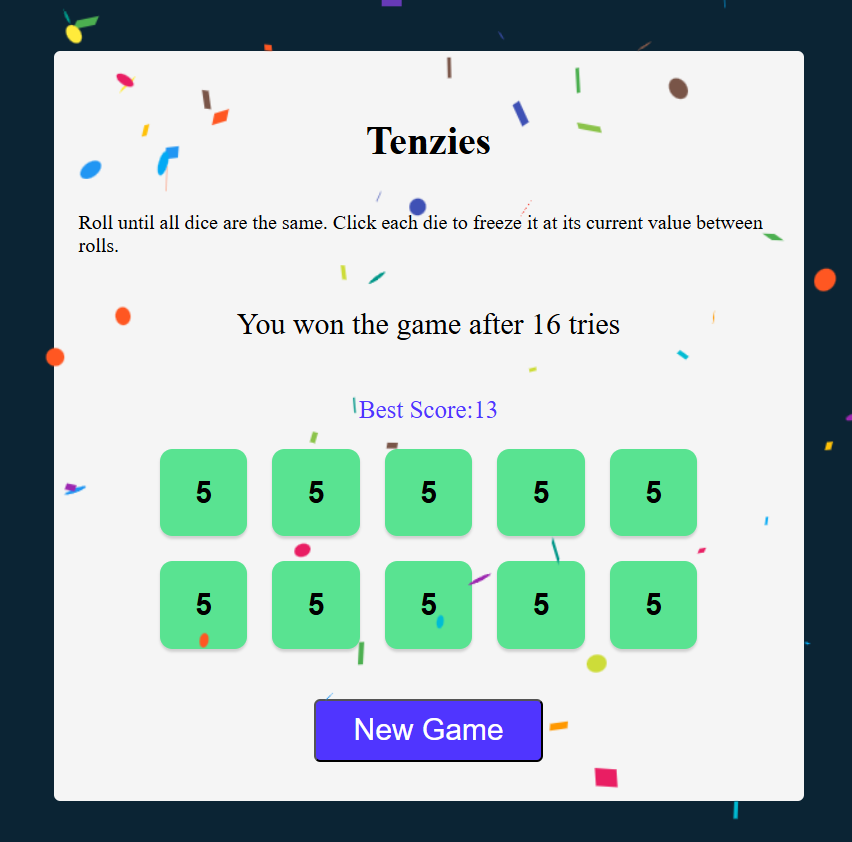 Tenzies
Roll until all dice are the same. Click each die to freeze it at its current value between
rolls.
You won the game after 16 tries
Best Score:13
5 5 5 5 5
5 5 5 5 5
New Game